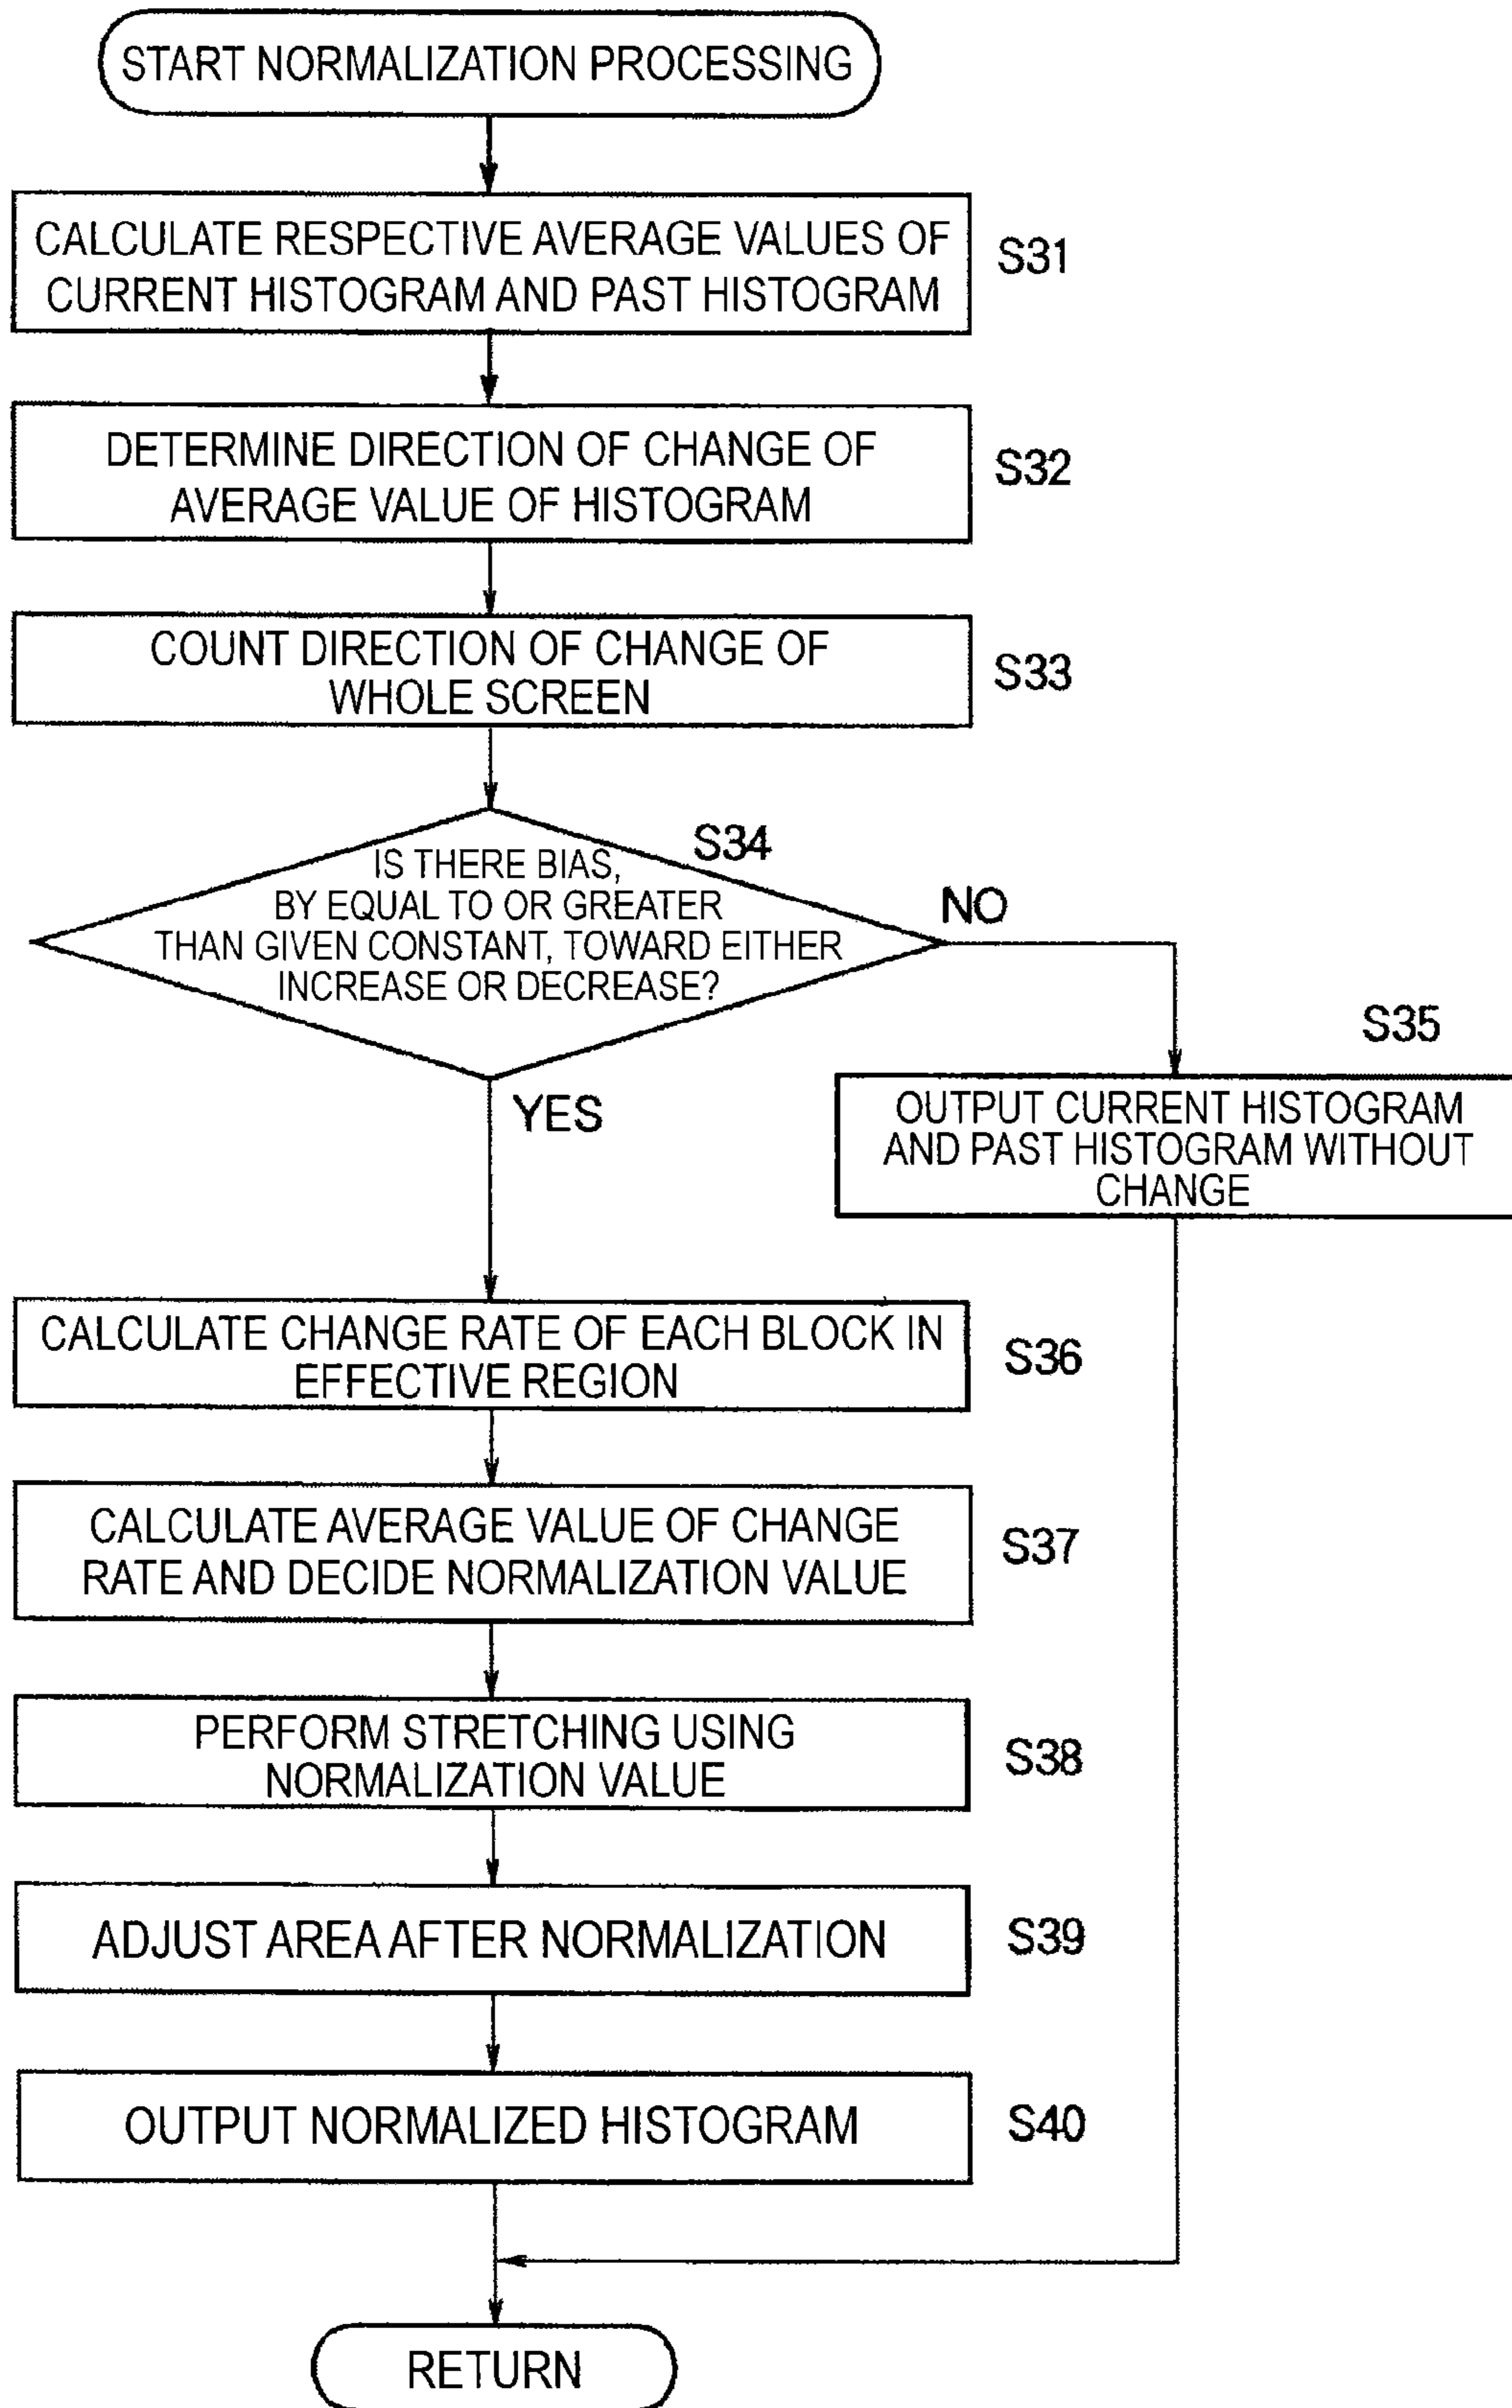 START NORMALIZATION PROCESSING
CALCULATE RESPECTIVE AVERAGE VALUES OF
CURRENT HISTOGRAM AND PAST HISTOGRAM
S31
DETERMINE DIRECTION OF CHANGE OF
AVERAGE VALUE OF HISTOGRAM
S32
COUNT DIRECTION OF CHANGE OF
WHOLE SCREEN
S33
S34
IS THERE BIAS,
BY EQUAL TO OR GREATER
THAN GIVEN CONSTANT, TOWARD EITHER
INCREASE OR DECREASE?
NO
YES
S35
OUTPUT CURRENT HISTOGRAM
AND PAST HISTOGRAM WITHOUT
CHANGE
CALCULATE CHANGE RATE OF EACH BLOCK IN
EFFECTIVE REGION
S36
CALCULATE AVERAGE VALUE OF CHANGE
RATE AND DECIDE NORMALIZATION VALUE
S37
PERFORM STRETCHING USING
NORMALIZATION VALUE
S38
ADJUST AREA AFTER NORMALIZATION
S39
OUTPUT NORMALIZED HISTOGRAM
S40
RETURN